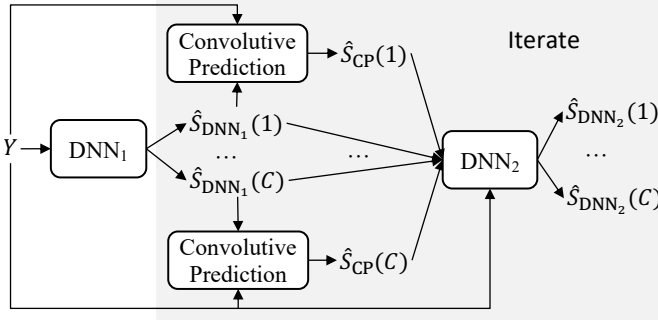 Convolutive
Prediction
Ŝ_CP(1)
Iterate
Y
DNN₁
Ŝ_DNN₁(1)
...
Ŝ_DNN₁(C)
...
DNN₂
Ŝ_DNN₂(1)
...
Ŝ_DNN₂(C)
Convolutive
Prediction
Ŝ_CP(C)